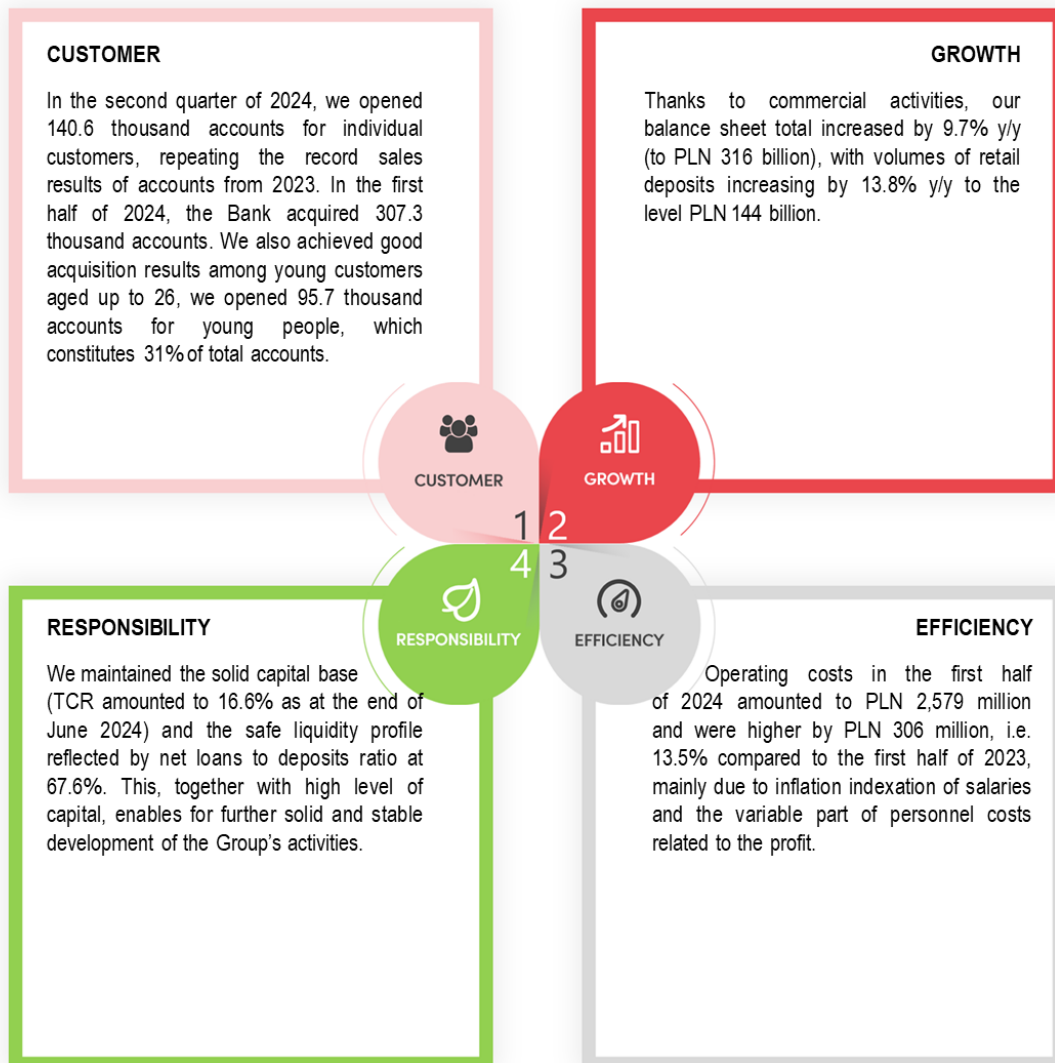 CUSTOMER
In the second quarter of 2024, we opened
140.6 thousand accounts for individual
customers, repeating the record sales
results of accounts from 2023. In the first
half of 2024, the Bank acquired 307.3
thousand accounts. We also achieved good
acquisition results among young customers
aged up to 26, we opened 95.7 thousand
accounts for young people, which
constitutes 31% of total accounts.
GROWTH
Thanks to commercial activities, our
balance sheet total increased by 9.7% y/y
(to PLN 316 billion), with volumes of retail
deposits increasing by 13.8% y/y to the
level PLN 144 billion.
CUSTOMER
1
GROWTH
2
RESPONSIBILITY
4
EFFICIENCY
3
RESPONSIBILITY
We maintained the solid capital base
(TCR amounted to 16.6% as at the end of
June 2024) and the safe liquidity profile
reflected by net loans to deposits ratio at
67.6%. This, together with high level of
capital, enables for further solid and stable
development of the Group's activities.
EFFICIENCY
Operating costs in the first half
of 2024 amounted to PLN 2,579 million
and were higher by PLN 306 million, i.e.
13.5% compared to the first half of 2023,
mainly due to inflation indexation of salaries
and the variable part of personnel costs
related to the profit.